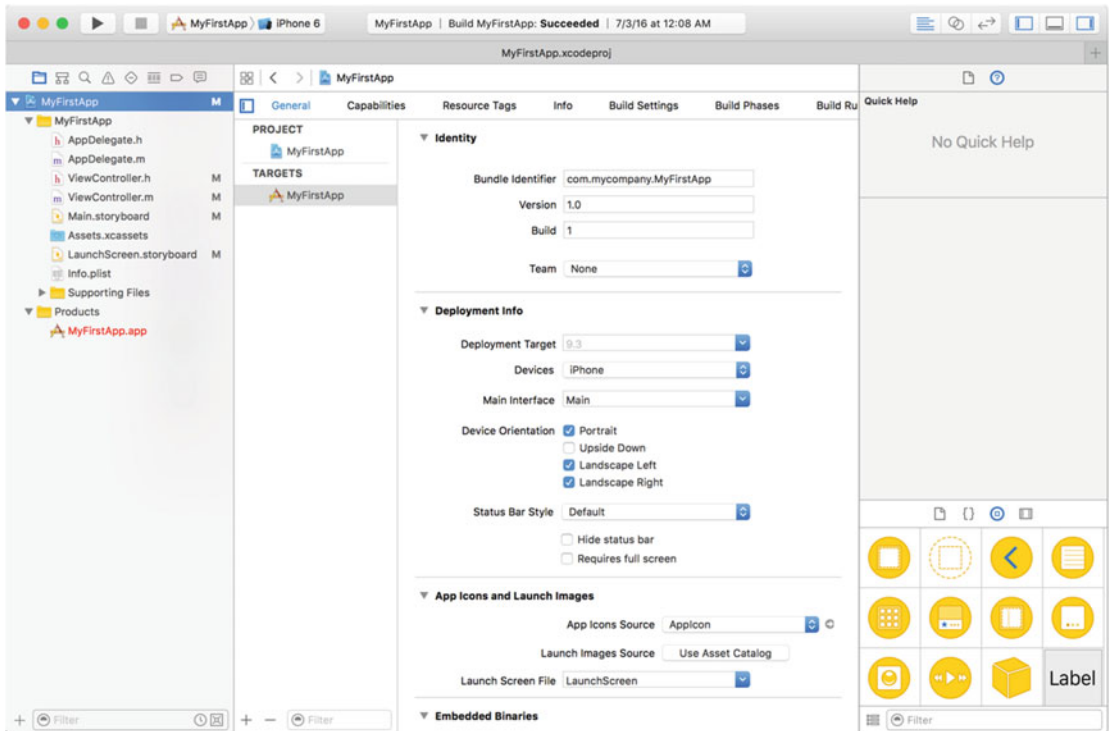 MyFirstApp iPhone 6 MyFirstApp | Build MyFirstApp: Succeeded | 7/3/16 at 12:08 AM
MyFirstApp.xcodeproj
MyFirstApp M
MyFirstApp
AppDelegate.h
AppDelegate.m
ViewController.h M
ViewController.m M
Main.storyboard M
Assets.xcassets
LaunchScreen.storyboard M
Info.plist
Supporting Files
Products
MyFirstApp.app
Filter
MyFirstApp
General Capabilities Resource Tags Info Build Settings Build Phases Build Ru
PROJECT
MyFirstApp
TARGETS
MyFirstApp
Filter
Identity
Bundle Identifier com.mycompany.MyFirstApp
Version 1.0
Build 1
Team None
Deployment Info
Deployment Target 9.3
Devices iPhone
Main Interface Main
Device Orientation Portrait
Upside Down
Landscape Left
Landscape Right
Status Bar Style Default
Hide status bar
Requires full screen
App Icons and Launch Images
App Icons Source AppIcon
Launch Images Source Use Asset Catalog
Launch Screen File LaunchScreen
Embedded Binaries
Quick Help
No Quick Help
Label
Filter